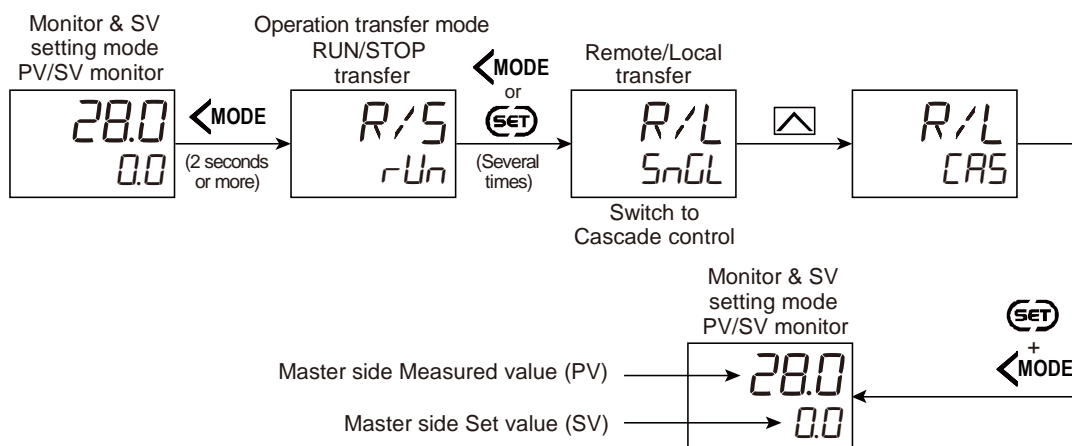 Monitor & SV
setting mode
PV/SV monitor
28.0
0.0
<MODE
(2 seconds
or more)
Operation transfer mode
RUN/STOP
transfer
R/S
rUn
<MODE
or
SET
(Several
times)
Remote/Local
transfer
R/L
SnGL
Switch to
Cascade control
R/L
CAS
SET
+
<MODE
Monitor & SV
setting mode
PV/SV monitor
28.0
0.0
Master side Measured value (PV)
Master side Set value (SV)